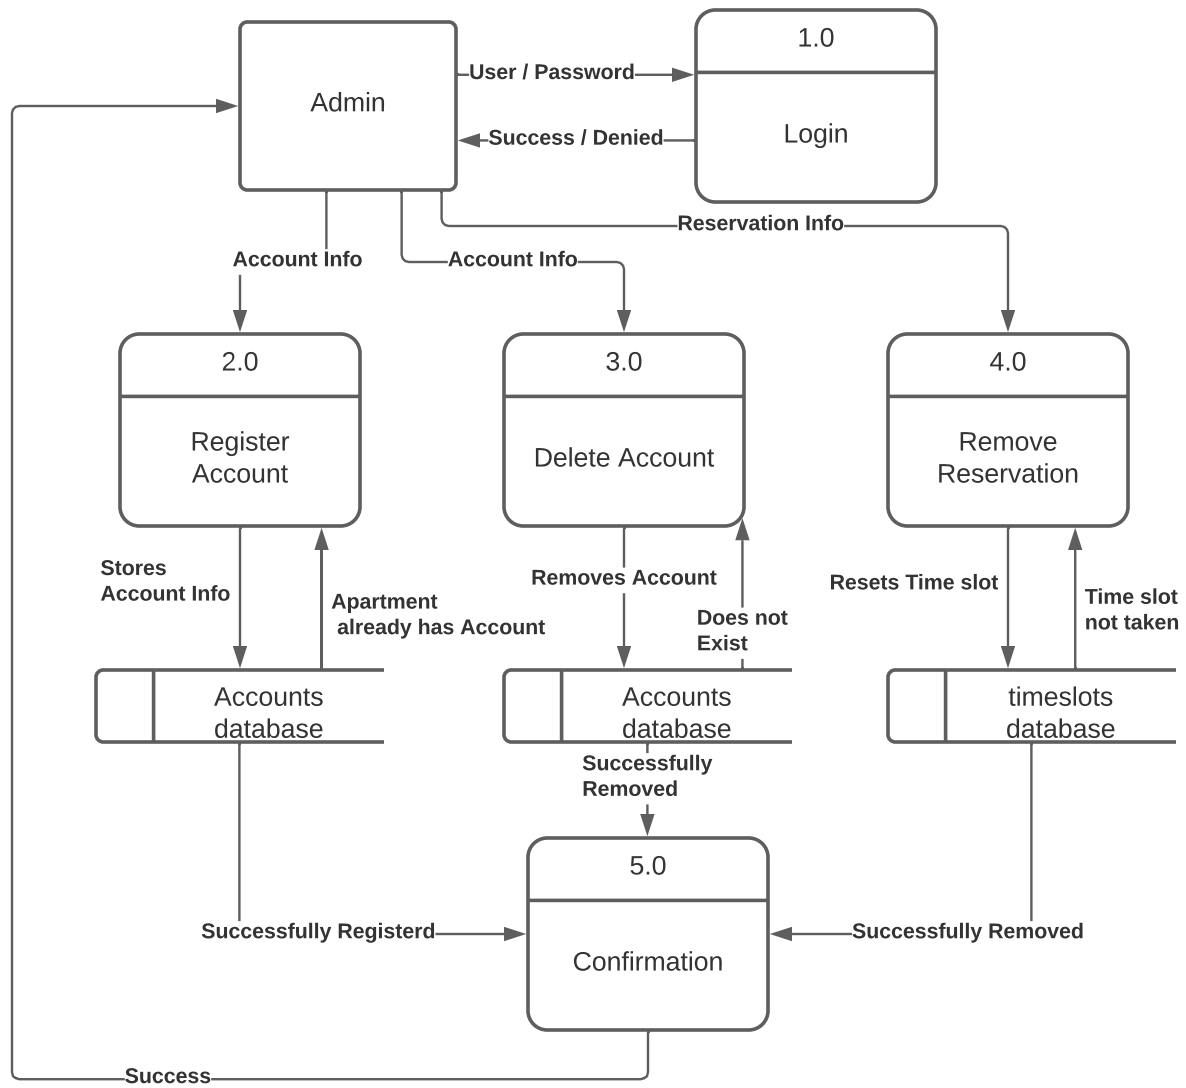 1.0
User / Password
Admin
Success / Denied
Login
Reservation Info
Account Info
Account Info
2.0
3.0
4.0
Register
Account
Delete Account
Remove
Reservation
Stores
Account Info
Apartment
already has Account
Removes Account
Does not
Exist
Resets Time slot
Time slot
not taken
Accounts
database
Accounts
database
timeslots
database
Successfully
Removed
5.0
Successfully Registerd
Successfully Removed
Confirmation
Success